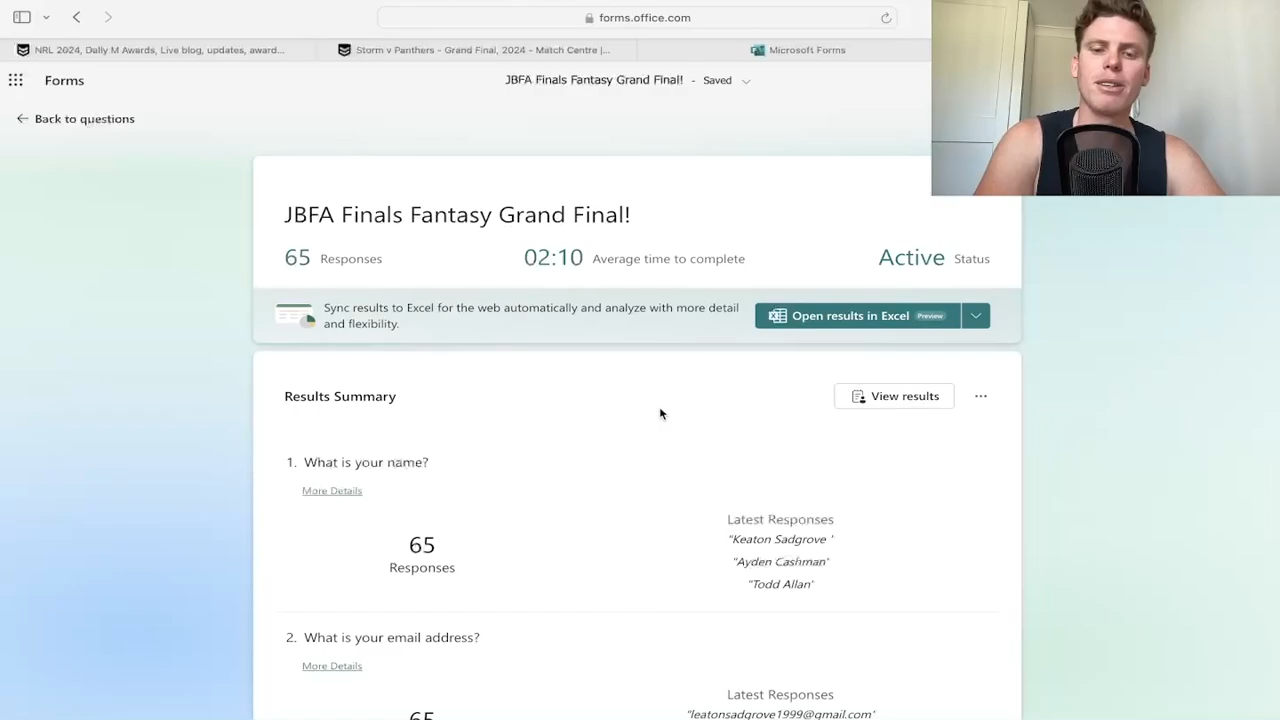 forms.office.com
NRL 2024, Dally M Awards, Live blog, updates, award...
Storm v Panthers - Grand Final, 2024 - Match Centre |...
Microsoft Forms
Forms
JBFA Finals Fantasy Grand Final! - Saved
Back to questions
JBFA Finals Fantasy Grand Final!
65 Responses
02:10 Average time to complete
Active Status
Sync results to Excel for the web automatically and analyze with more detail
and flexibility.
Open results in Excel Preview
Results Summary
View results
1. What is your name?
More Details
65
Responses
Latest Responses
"Keaton Sadgrove "
"Ayden Cashman"
"Todd Allan"
2. What is your email address?
More Details
65
Latest Responses
"leatonsadgrove1999@gmail.com"